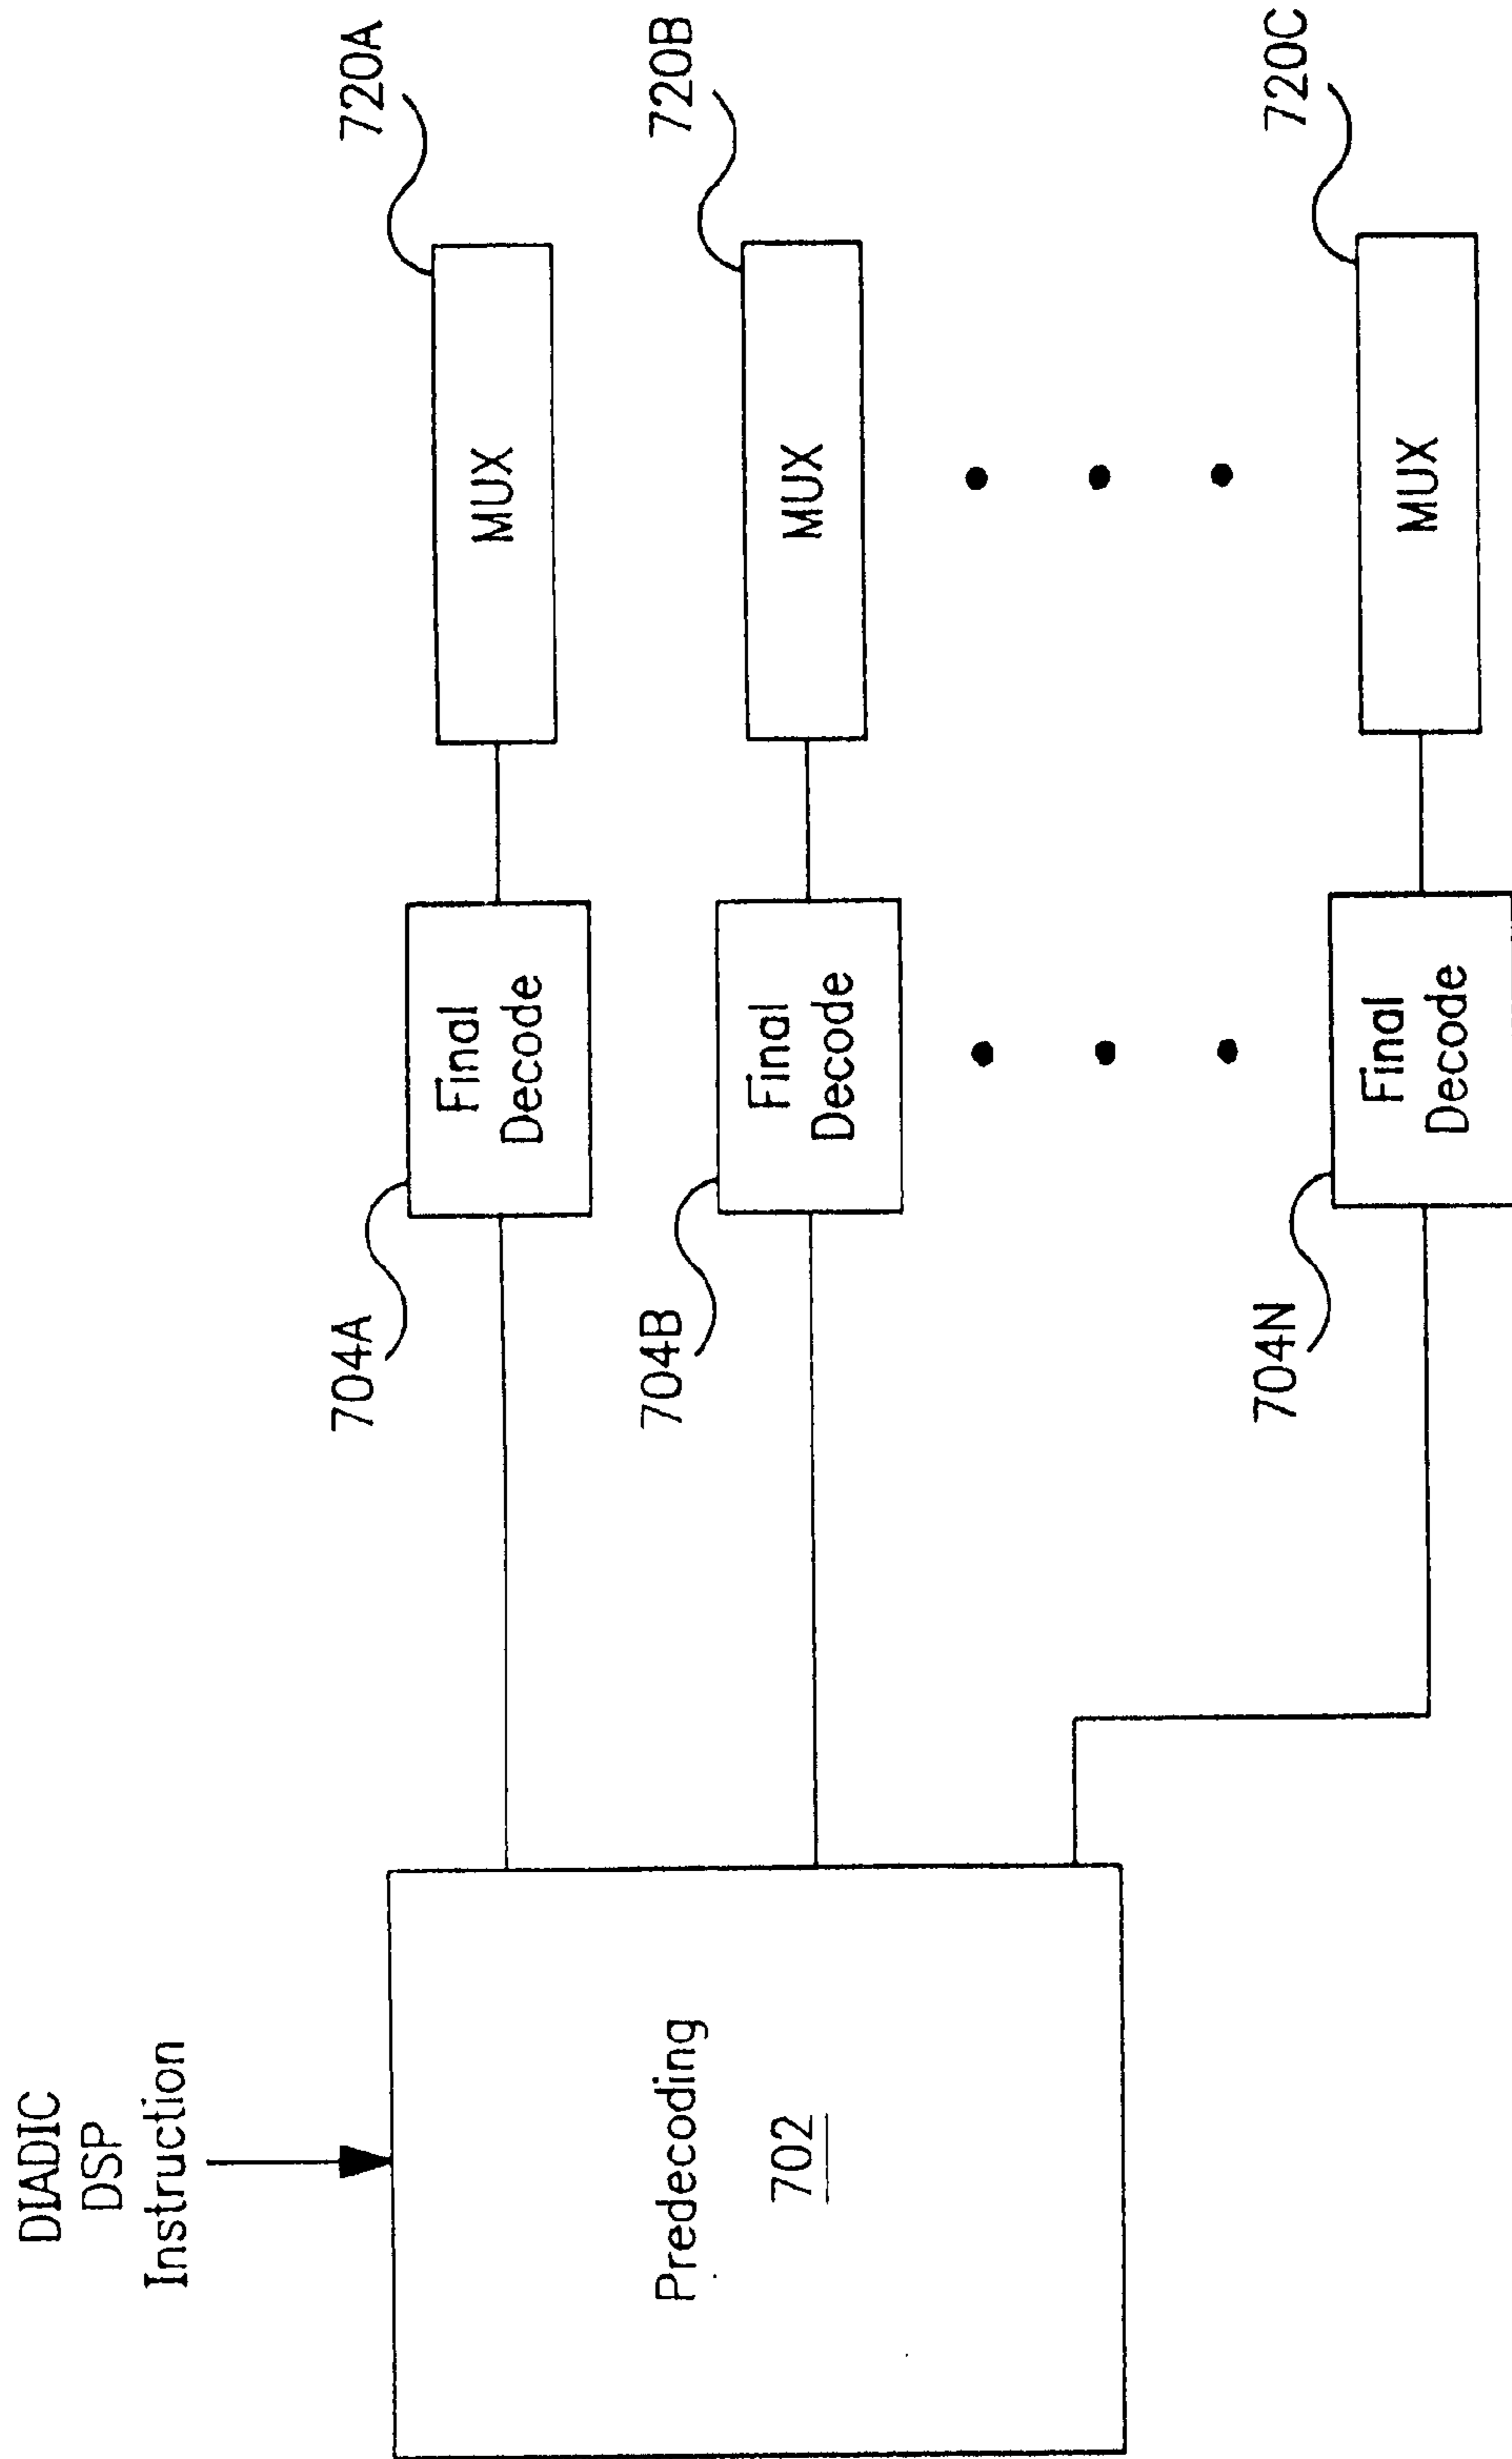 DIADIC
DSP
Instruction
Predecoding
702
704A
Final
Decode
720A
MUX
704B
Final
Decode
720B
MUX
704N
Final
Decode
720C
MUX